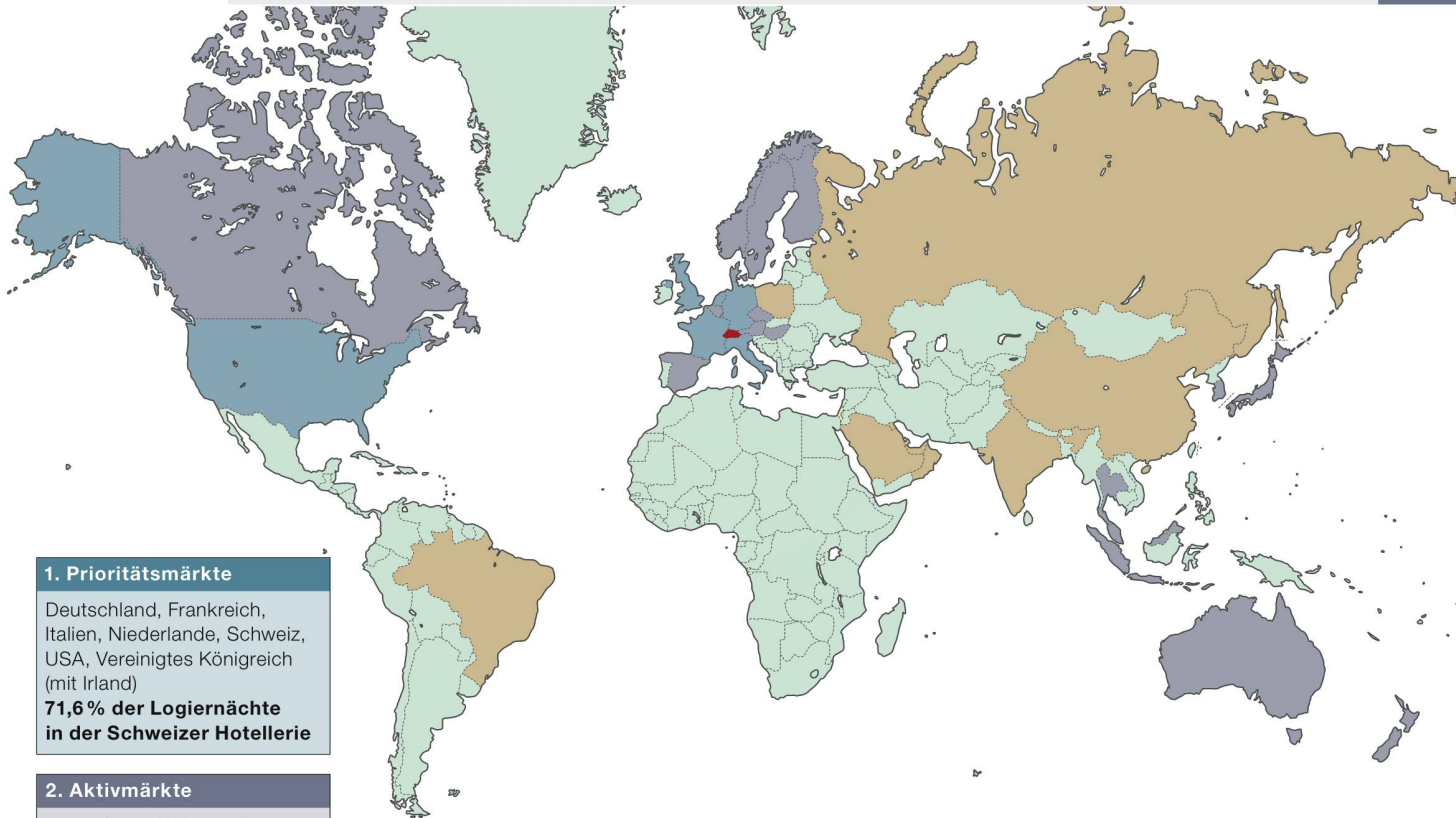 1. Prioritätsmärkte
Deutschland, Frankreich,
Italien, Niederlande, Schweiz,
USA, Vereinigtes Königreich
(mit Irland)
71,6 % der Logiernächte
in der Schweizer Hotellerie
2. Aktivmärkte